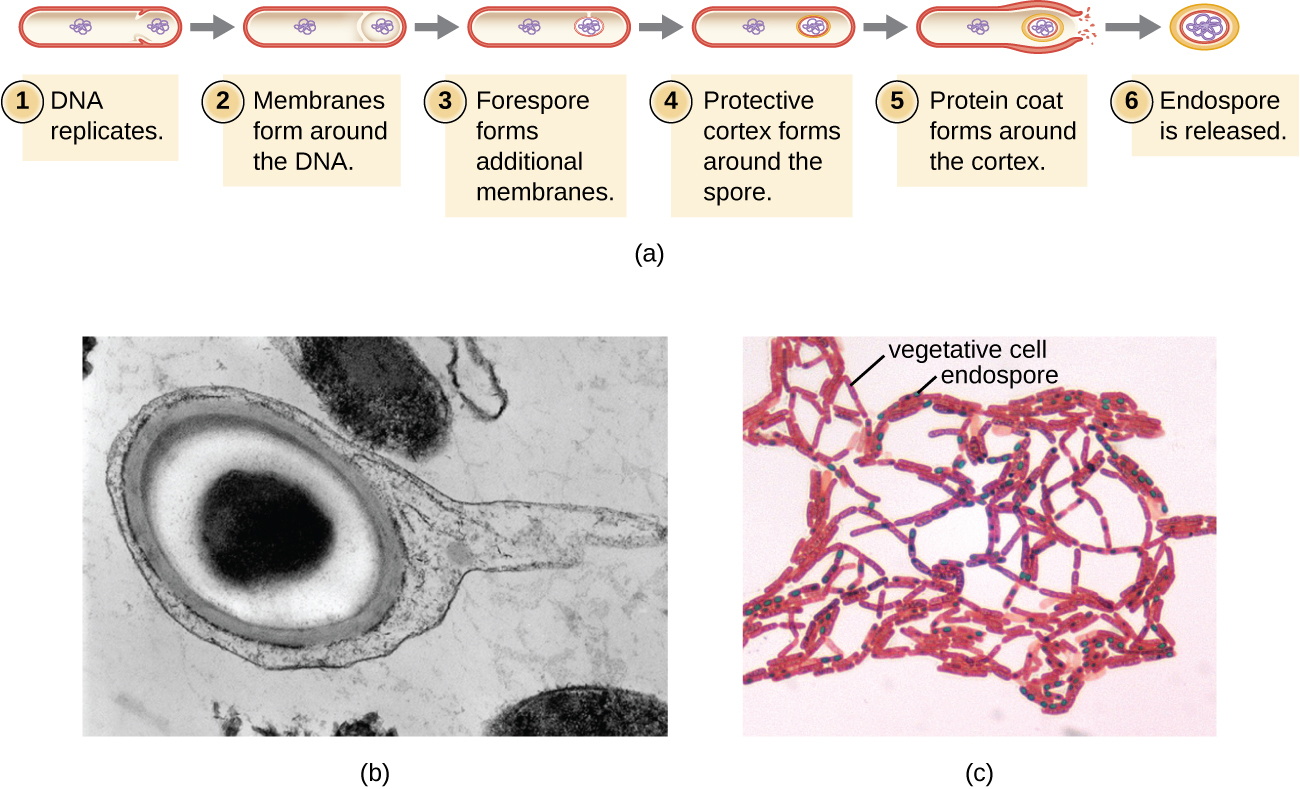 1 DNA
replicates.
2 Membranes
form around
the DNA.
3 Forespore
forms
additional
membranes.
4 Protective
cortex forms
around the
spore.
5 Protein coat
forms around
the cortex.
6 Endospore
is released.
(a)
vegetative cell
endospore
(b)
(c)